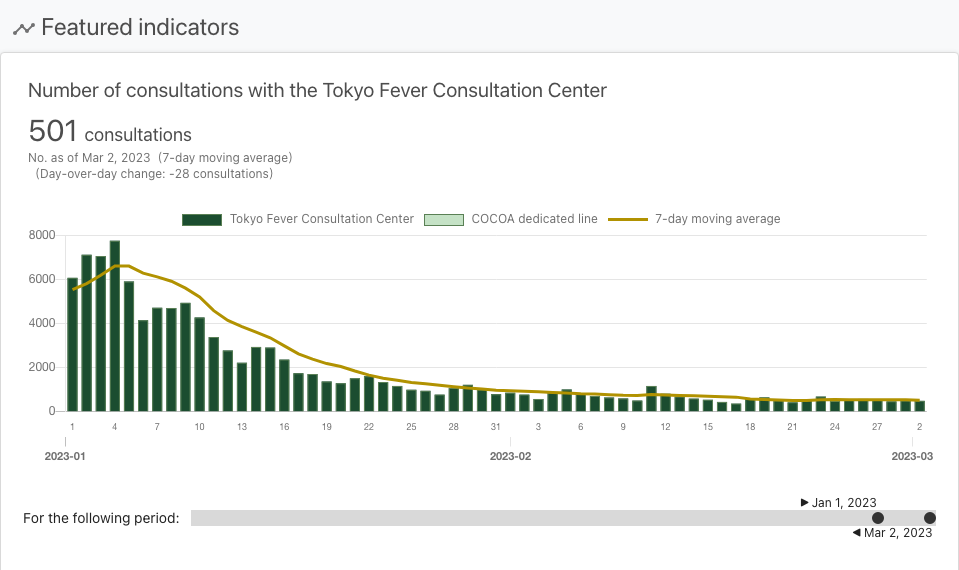 Featured indicators
Number of consultations with the Tokyo Fever Consultation Center
501 consultations
No. as of Mar 2, 2023 (7-day moving average)
(Day-over-day change: -28 consultations)
Tokyo Fever Consultation Center COCOA dedicated line 7-day moving average
8000
6000
4000
2000
0
1 4 7 10 13 16 19 22 25 28 31 3 6 9 12 15 18 21 24 27 2
2023-01 2023-02 2023-03
▶ Jan 1, 2023
For the following period:
◀ Mar 2, 2023